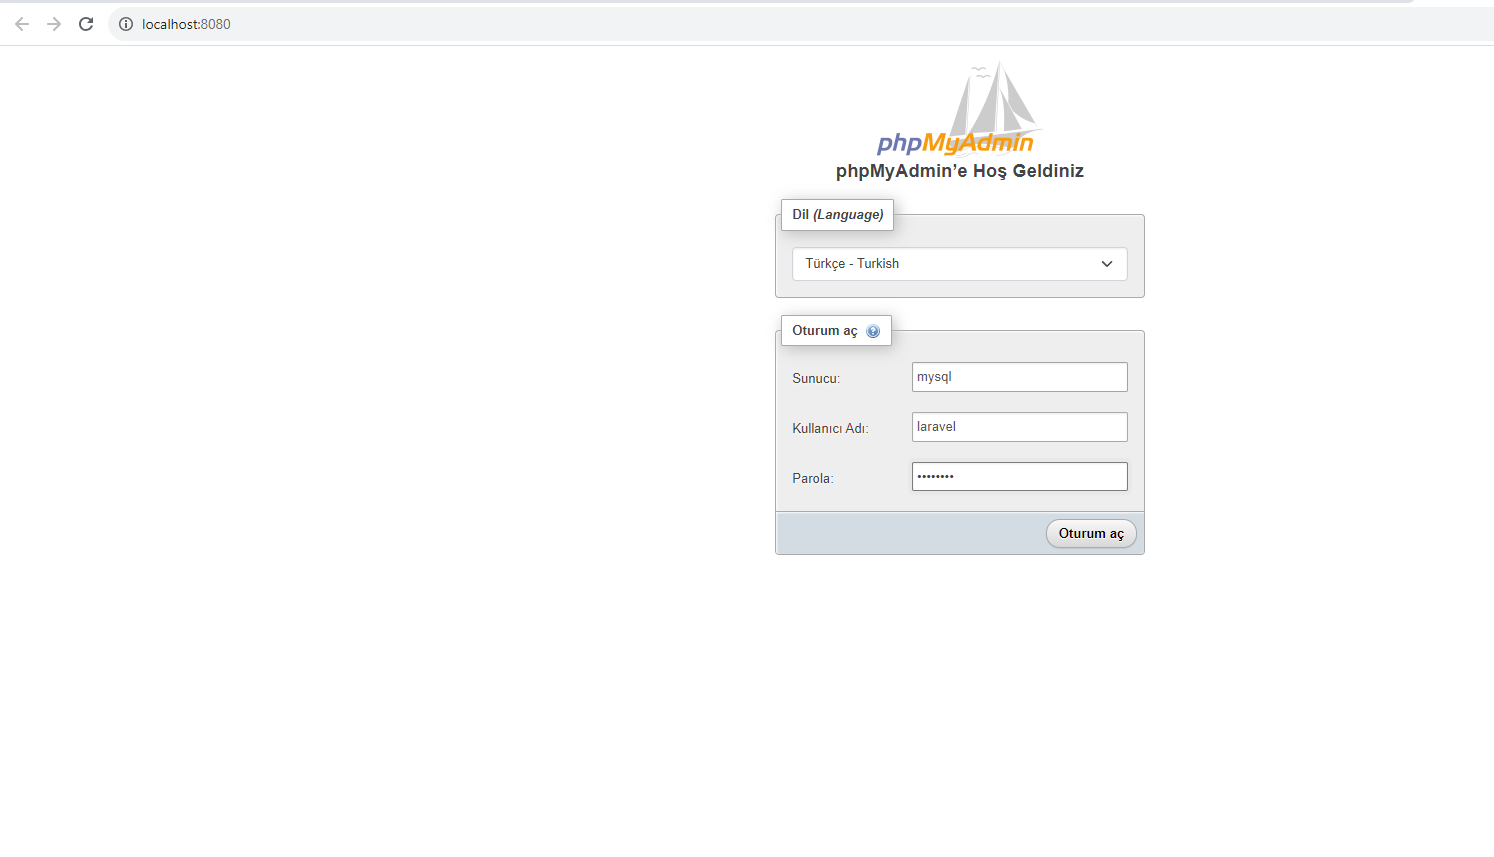 localhost:8080
phpMyAdmin
phpMyAdmin’e Hoş Geldiniz
Dil (Language)
Türkçe - Turkish
Oturum aç
Sunucu: mysql
Kullanıcı Adı: laravel
Parola: ••••••••
Oturum aç